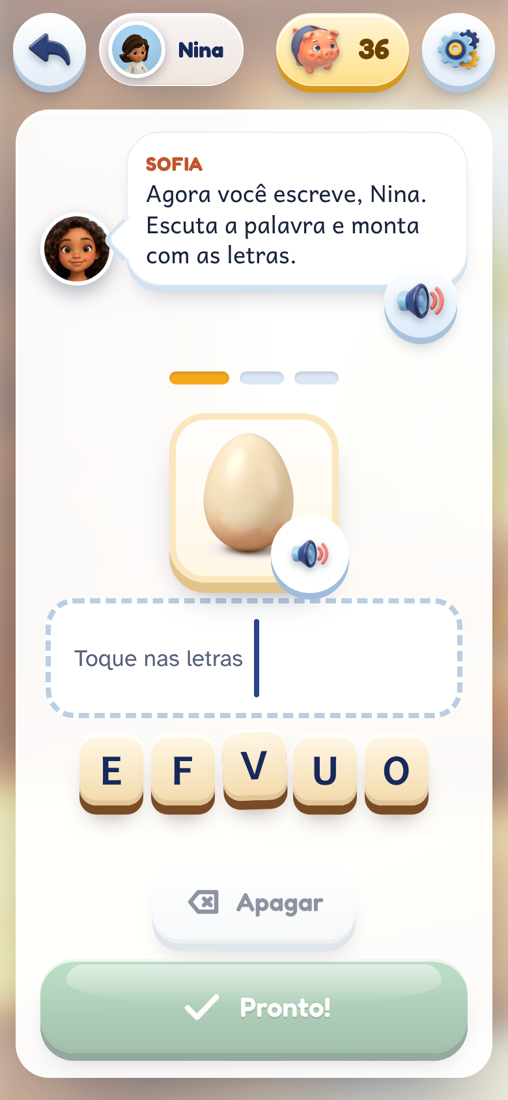 Nina
36
SOFIA
Agora você escreve, Nina.
Escuta a palavra e monta
com as letras.
Toque nas letras
E F V U O
Apagar
Pronto!